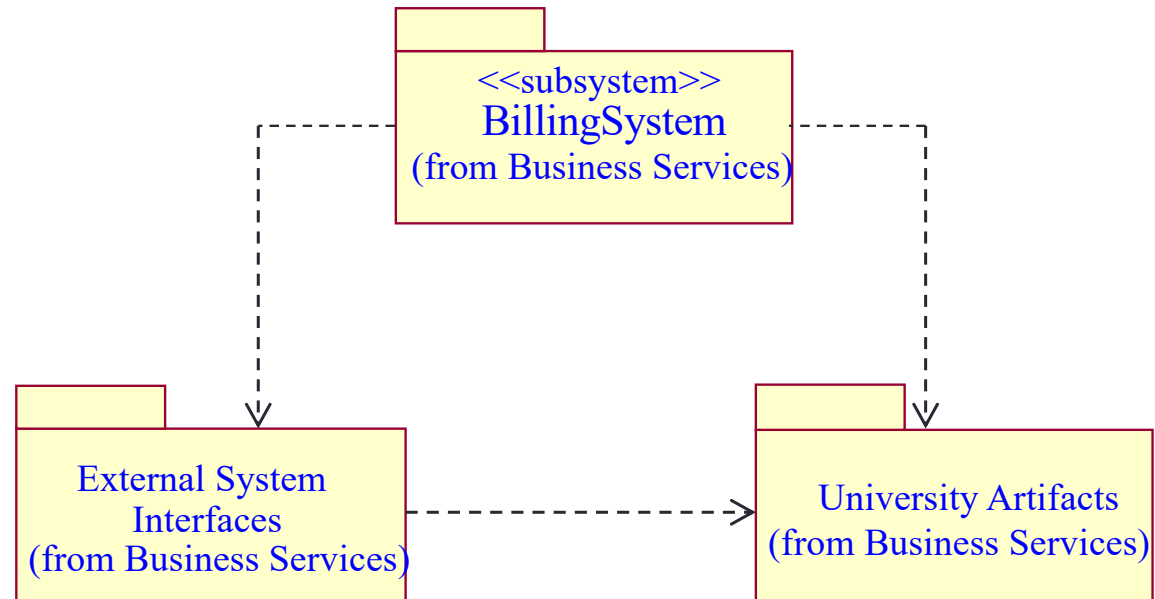 <<subsystem>>
BillingSystem
(from Business Services)
External System
Interfaces
(from Business Services)
University Artifacts
(from Business Services)